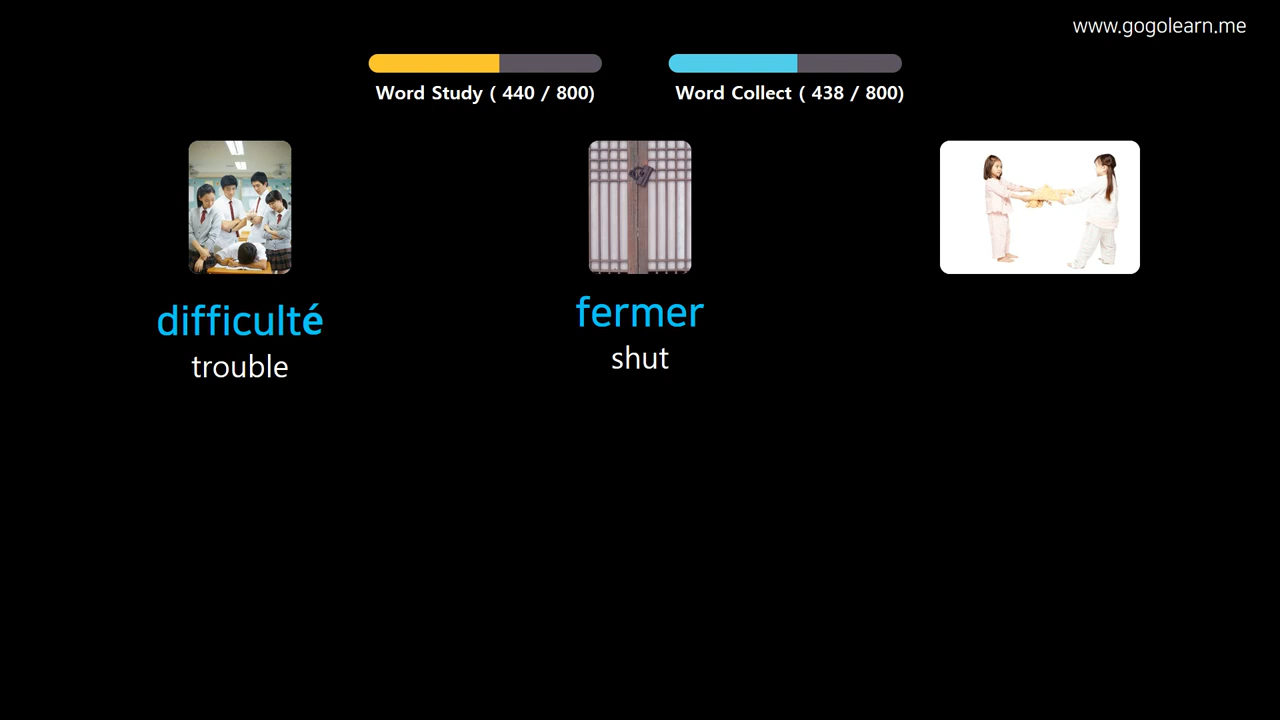 www.gogolearn.me
Word Study ( 440 / 800)
Word Collect ( 438 / 800)
difficulté
trouble
fermer
shut